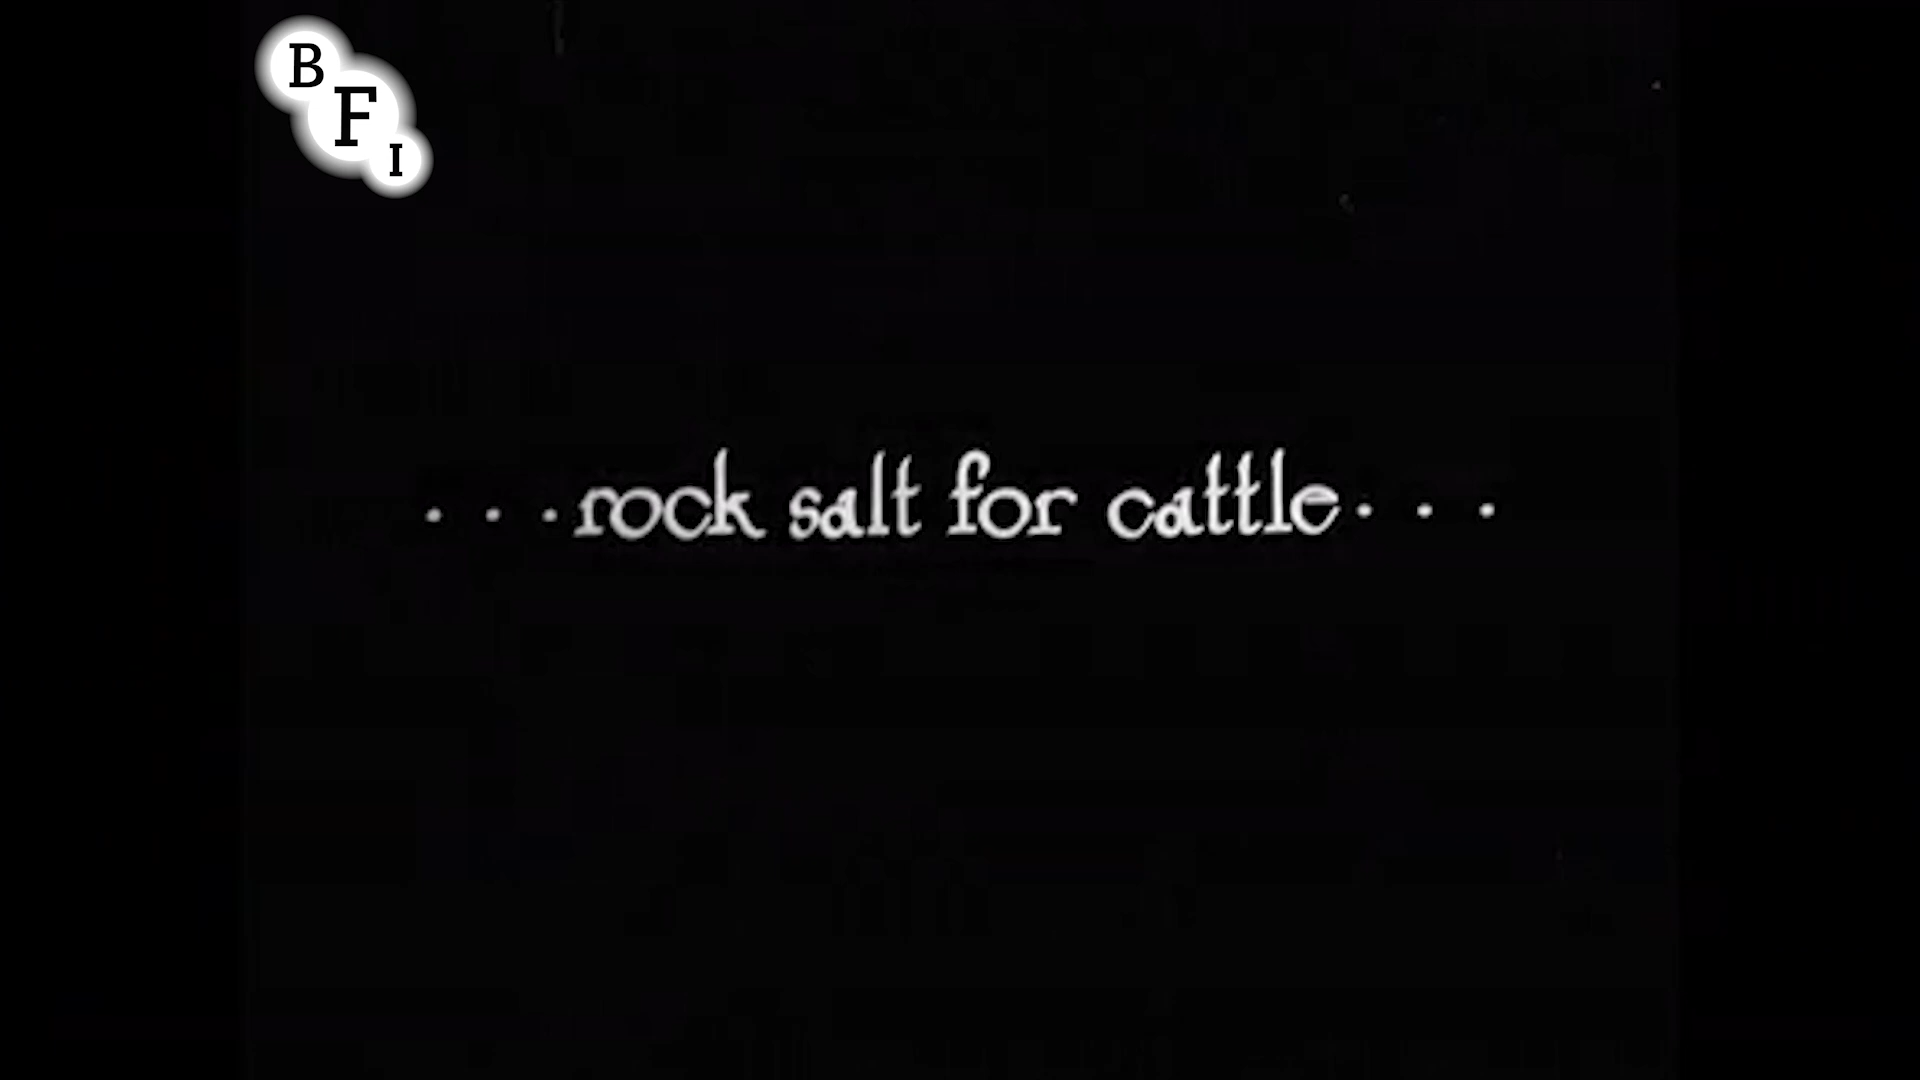 BFI
. . . rock salt for cattle . . .